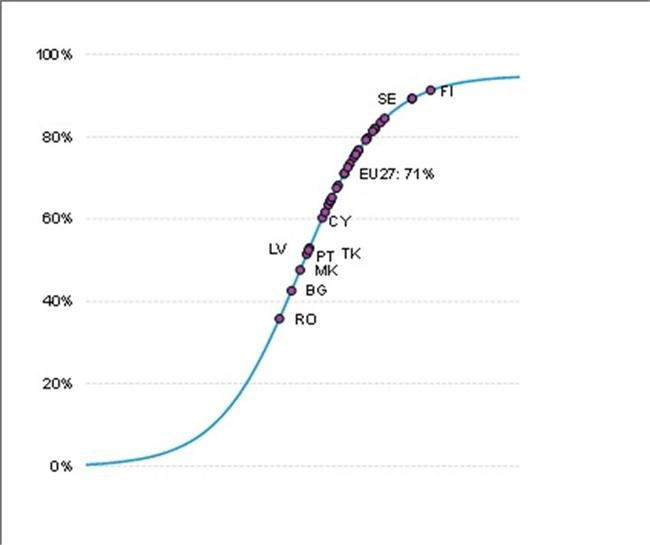 100%
SE
FI
80%
EU27: 71%
60%
CY
LV
PT TK
MK
40%
BG
RO
20%
0%